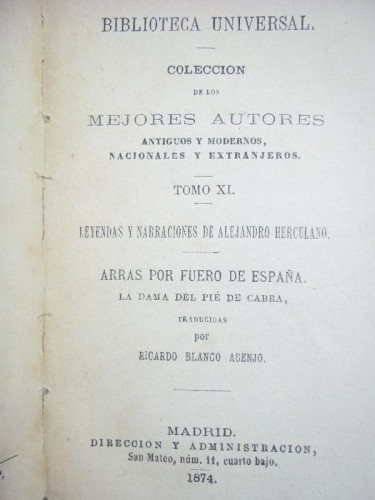 BIBLIOTECA UNIVERSAL.
COLECCION
DE LOS
MEJORES AUTORES
ANTIGUOS Y MODERNOS,
NACIONALES Y EXTRANJEROS.
TOMO XI.
LEYENDAS Y NARRACIONES DE ALEJANDRO HERCULANO.
ARRAS POR FUERO DE ESPAÑA.
LA DAMA DEL PIÉ DE CABRA,
TRADUCIDAS
por
RICARDO BLANCO ASENJO.
MADRID.
DIRECCION Y ADMINISTRACION,
San Mateo, núm. 11, cuarto bajo.
1874.